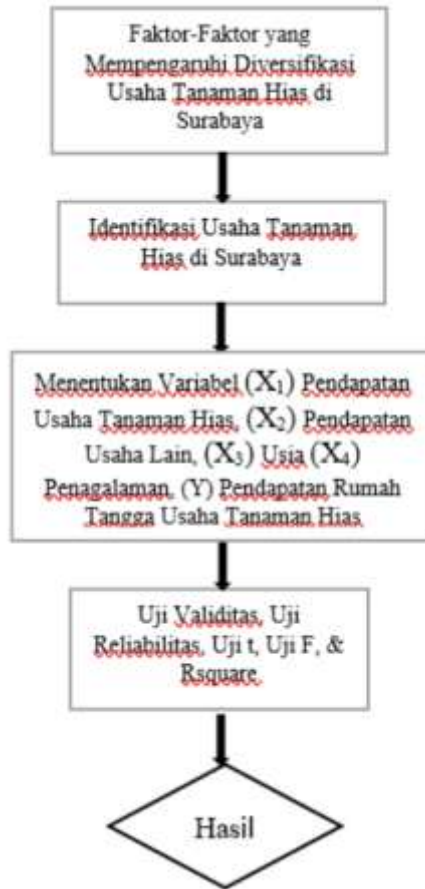 Faktor-Faktor yang
Mempengaruhi Diversifikasi
Usaha Tanaman Hias di
Surabaya
Identifikasi Usaha Tanaman
Hias di Surabaya
Menentukan Variabel (X₁) Pendapatan
Usaha Tanaman Hias, (X₂) Pendapatan
Usaha Lain, (X₃) Usia (X₄)
Penagalaman, (Y) Pendapatan Rumah
Tangga Usaha Tanaman Hias
Uji Validitas, Uji
Reliabilitas, Uji t, Uji F, &
Rsquare
Hasil